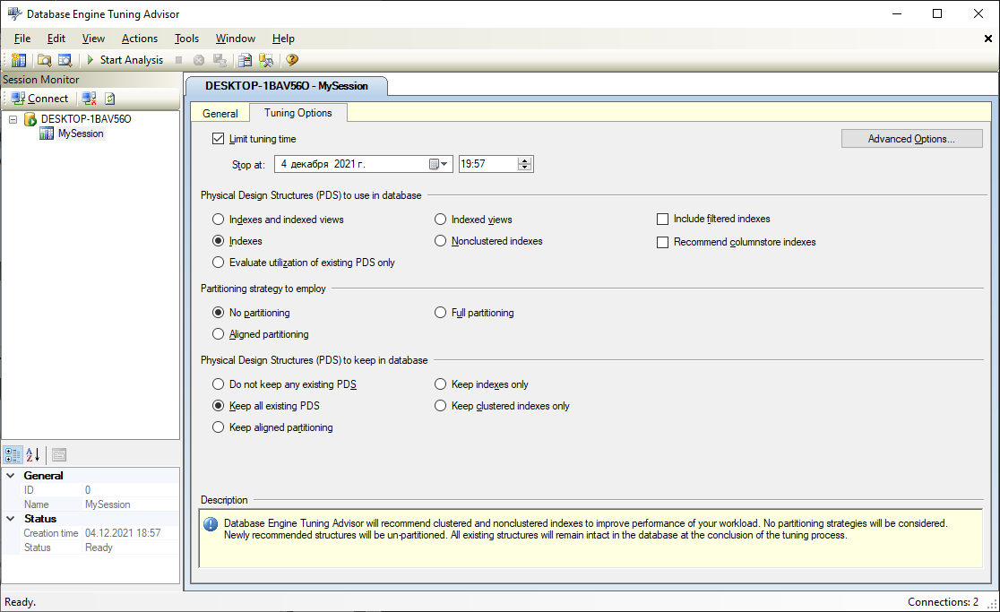 Database Engine Tuning Advisor
File Edit View Actions Tools Window Help
Start Analysis
Session Monitor
Connect
DESKTOP-1BAV56O
MySession
General
ID 0
Name MySession
Status
Creation time 04.12.2021 18:57
Status Ready
DESKTOP-1BAV56O - MySession
General Tuning Options
Limit tuning time Advanced Options...
Stop at: 4 декабря 2021 г. 19:57
Physical Design Structures (PDS) to use in database
Indexes and indexed views Indexed views Include filtered indexes
Indexes Nonclustered indexes Recommend columnstore indexes
Evaluate utilization of existing PDS only
Partitioning strategy to employ
No partitioning Full partitioning
Aligned partitioning
Physical Design Structures (PDS) to keep in database
Do not keep any existing PDS Keep indexes only
Keep all existing PDS Keep clustered indexes only
Keep aligned partitioning
Description
Database Engine Tuning Advisor will recommend clustered and nonclustered indexes to improve performance of your workload. No partitioning strategies will be considered.
Newly recommended structures will be un-partitioned. All existing structures will remain intact in the database at the conclusion of the tuning process.
Ready. Connections: 2